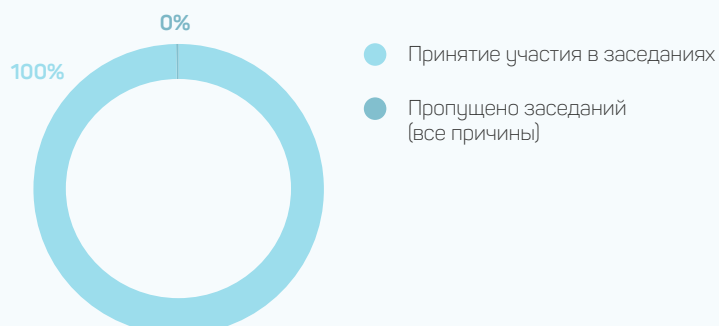 0%
100%
Принятие участия в заседаниях
Пропущено заседаний
(все причины)